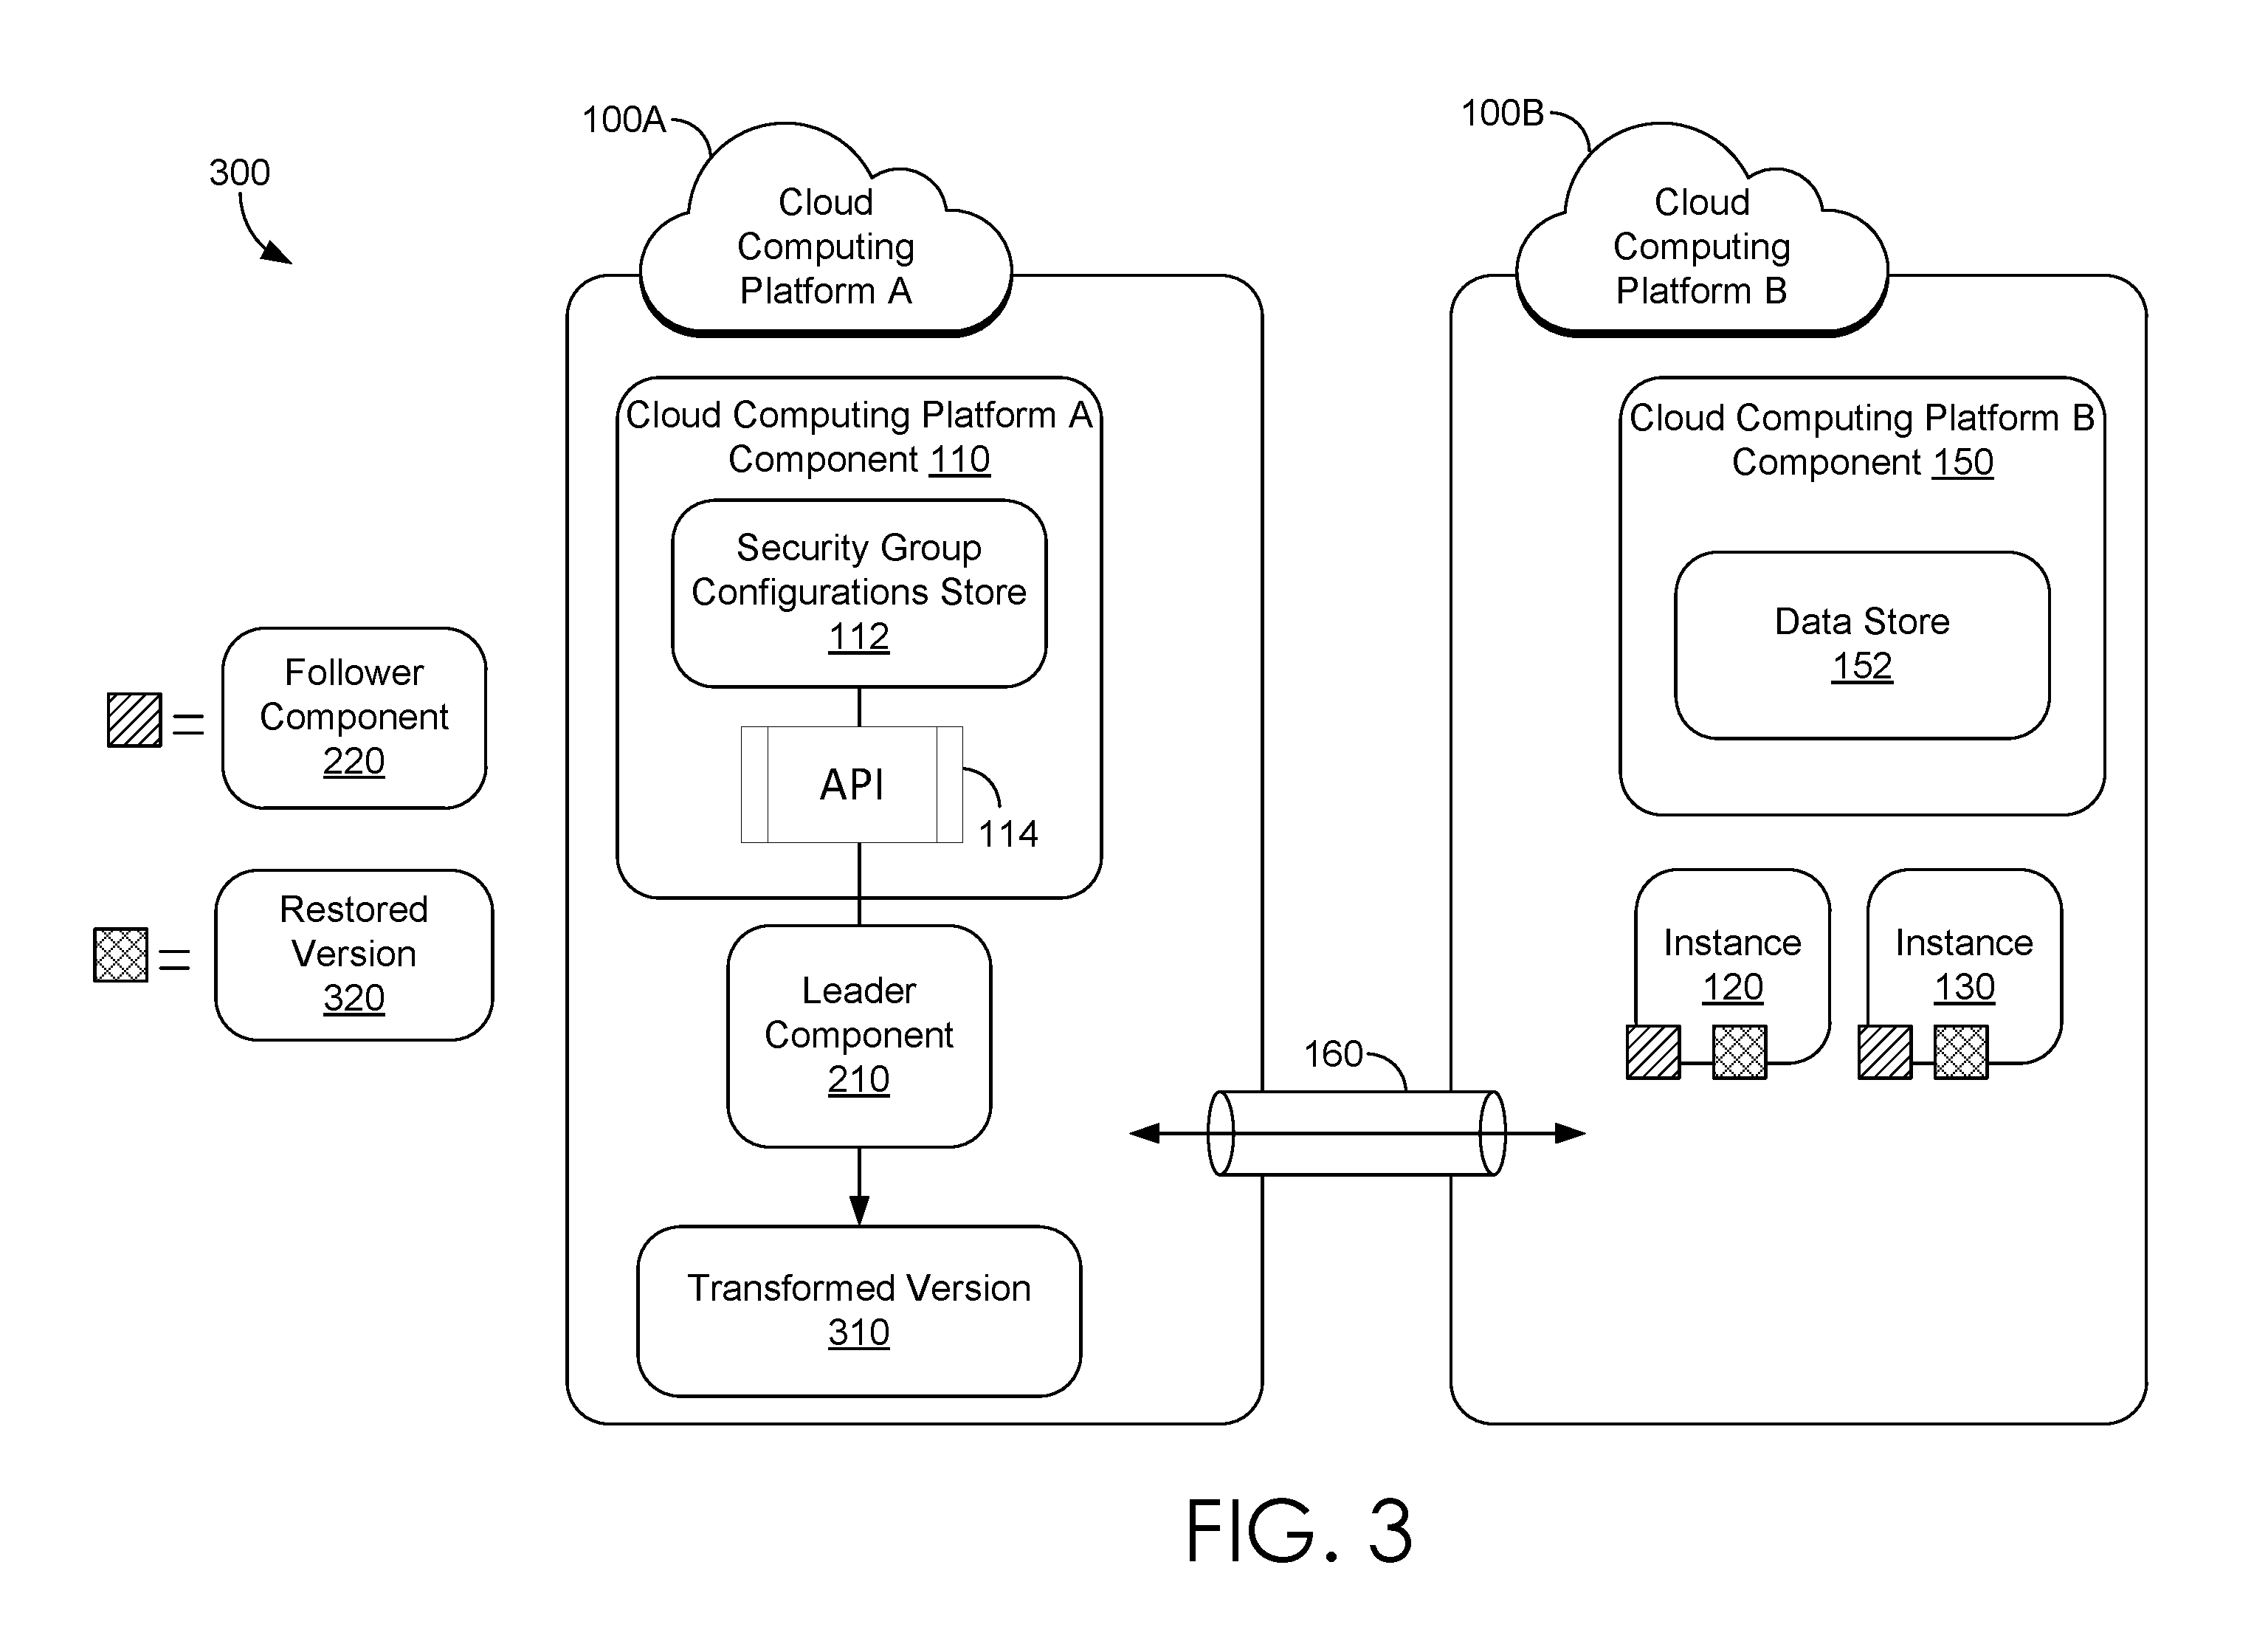 300
100A
Cloud
Computing
Platform A
100B
Cloud
Computing
Platform B
Cloud Computing Platform A
Component 110
Security Group
Configurations Store
112
API
114
Leader
Component
210
Transformed Version
310
Follower
Component
220
=
Restored
Version
320
=
160
Cloud Computing Platform B
Component 150
Data Store
152
Instance
120
Instance
130
FIG. 3